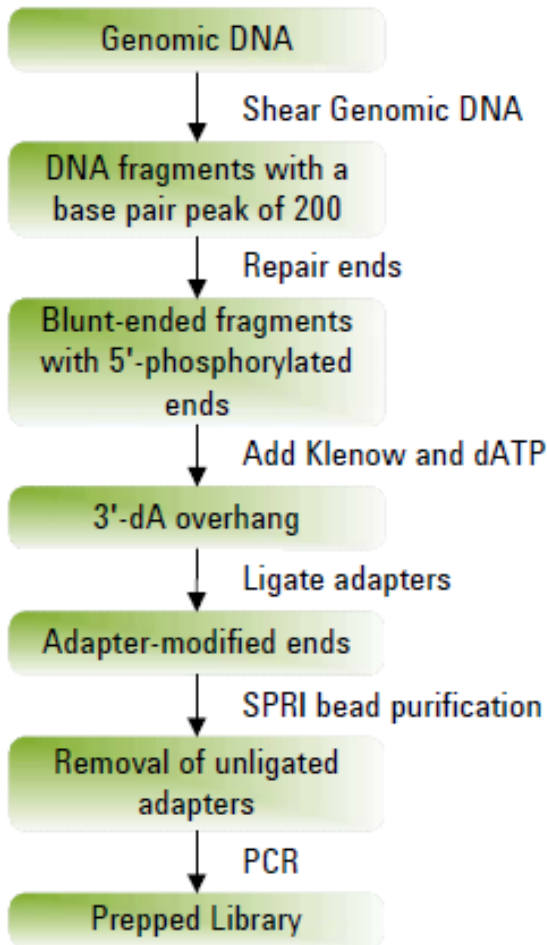 Genomic DNA
Shear Genomic DNA
DNA fragments with a
base pair peak of 200
Repair ends
Blunt-ended fragments
with 5'-phosphorylated
ends
Add Klenow and dATP
3'-dA overhang
Ligate adapters
Adapter-modified ends
SPRI bead purification
Removal of unligated
adapters
PCR
Prepped Library